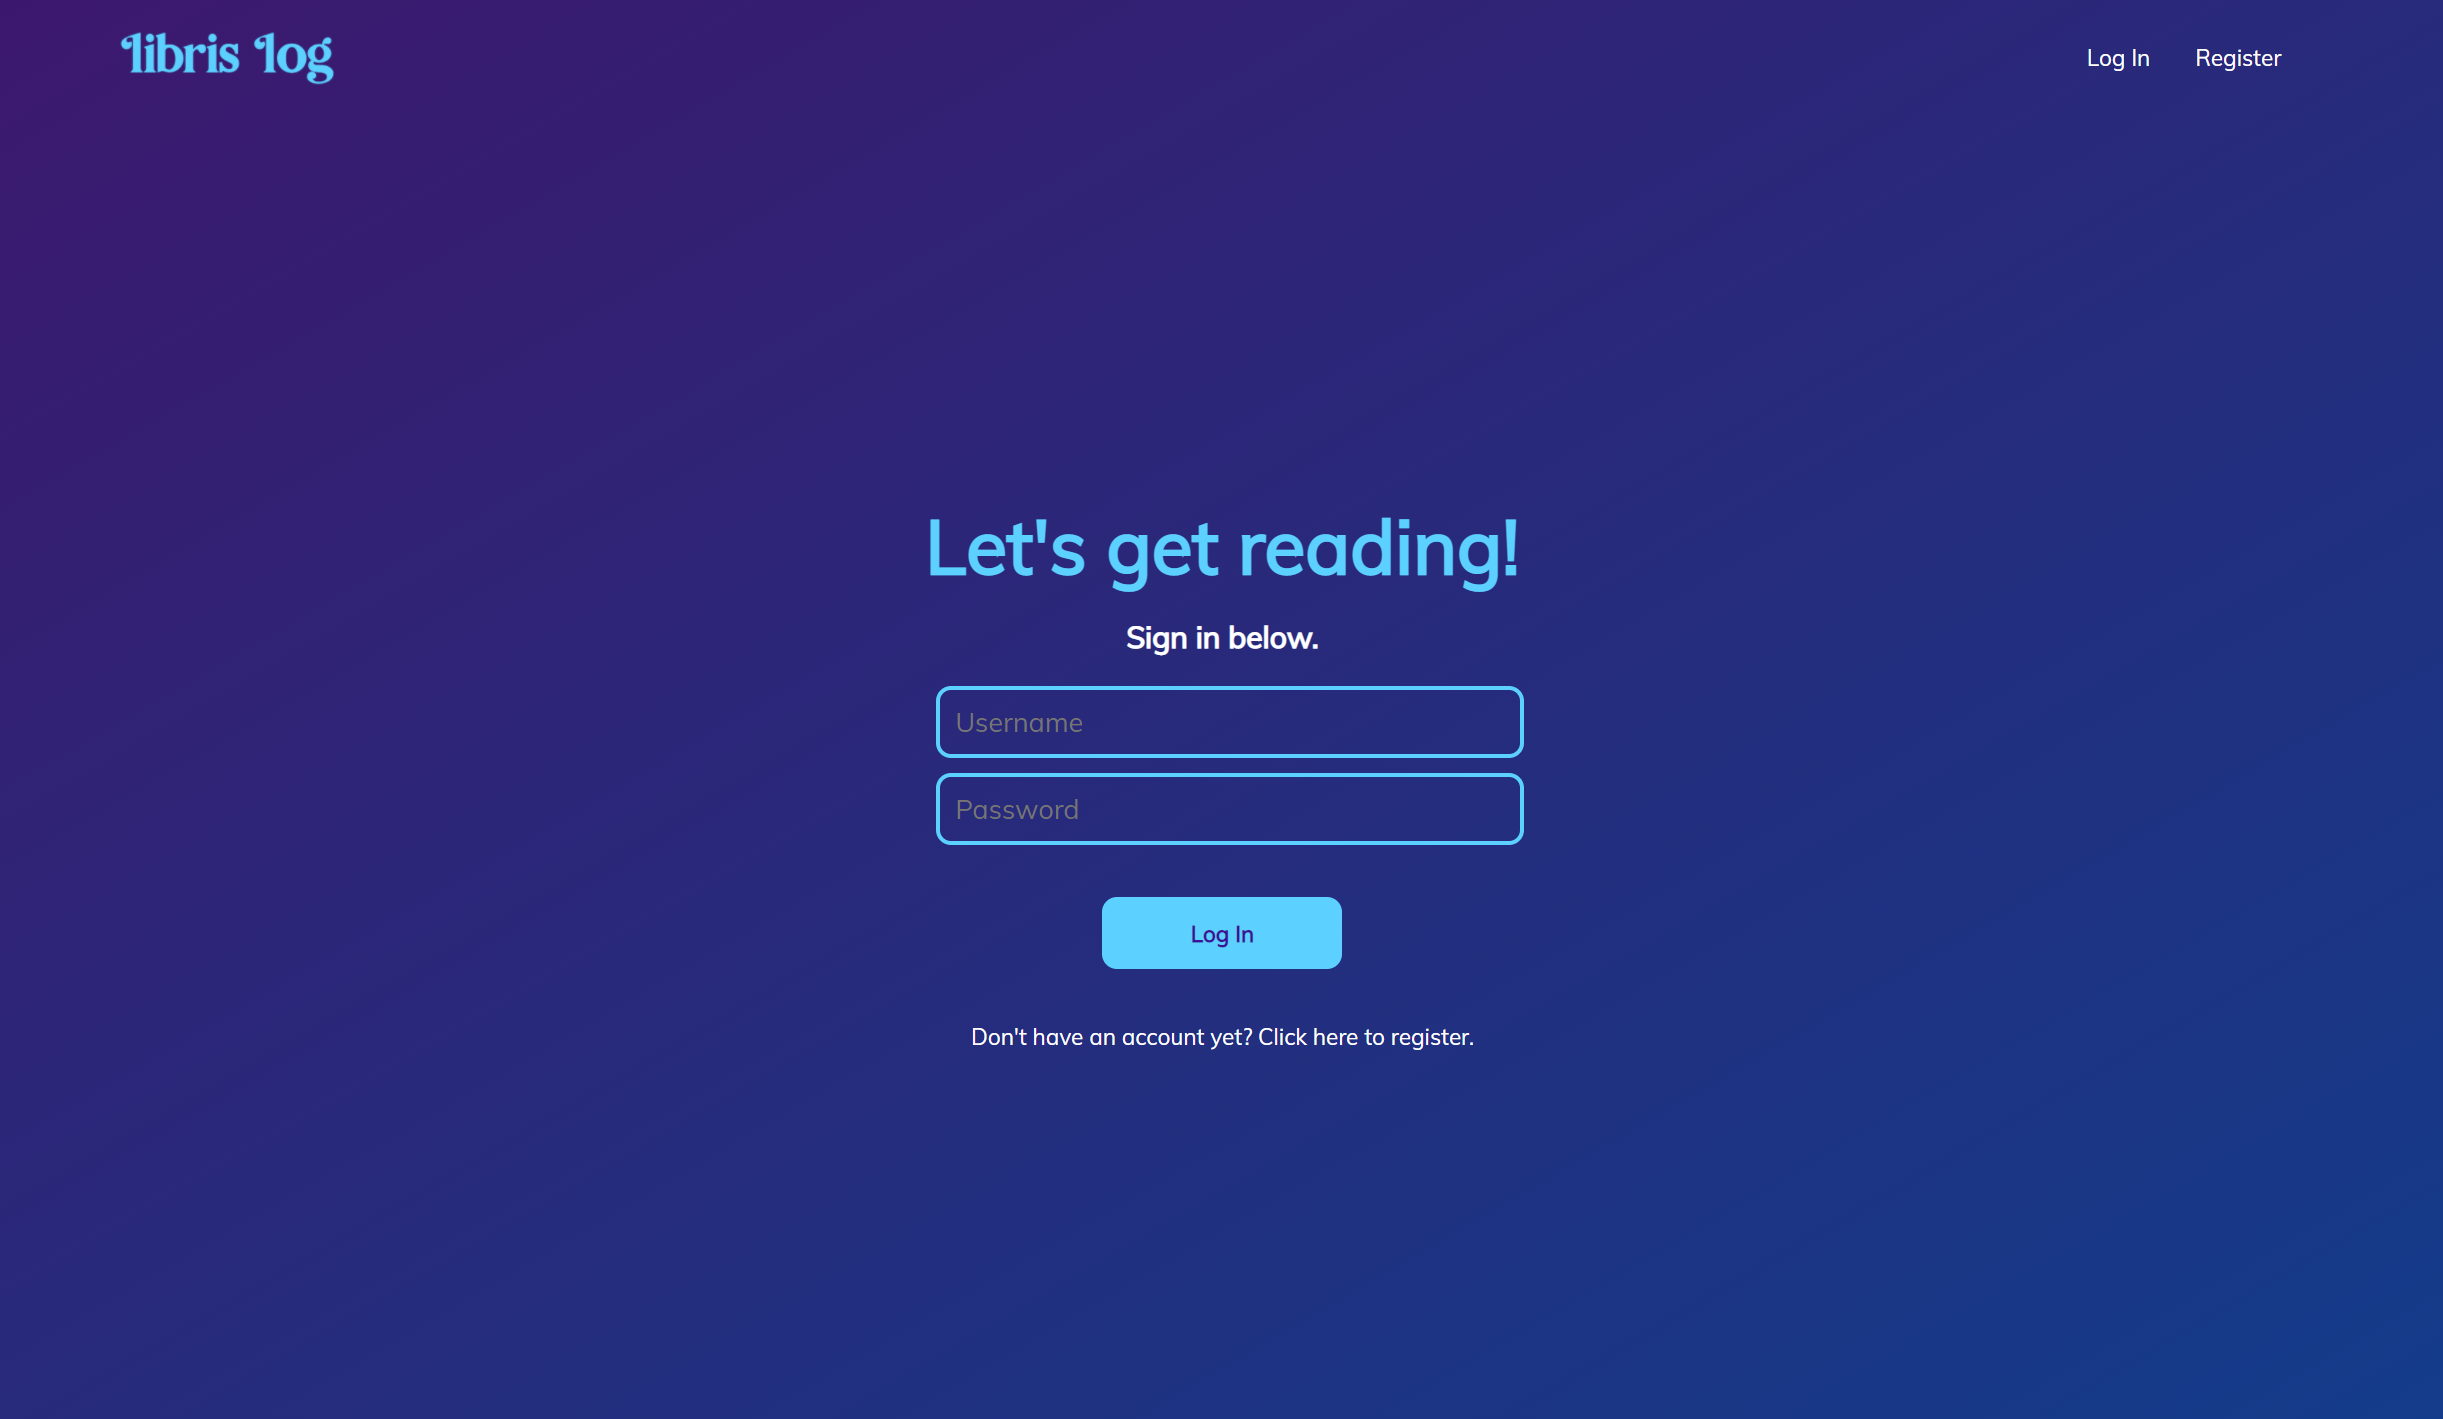 libris log
Log In
Register
Let's get reading!
Sign in below.
Username
Password
Log In
Don't have an account yet? Click here to register.